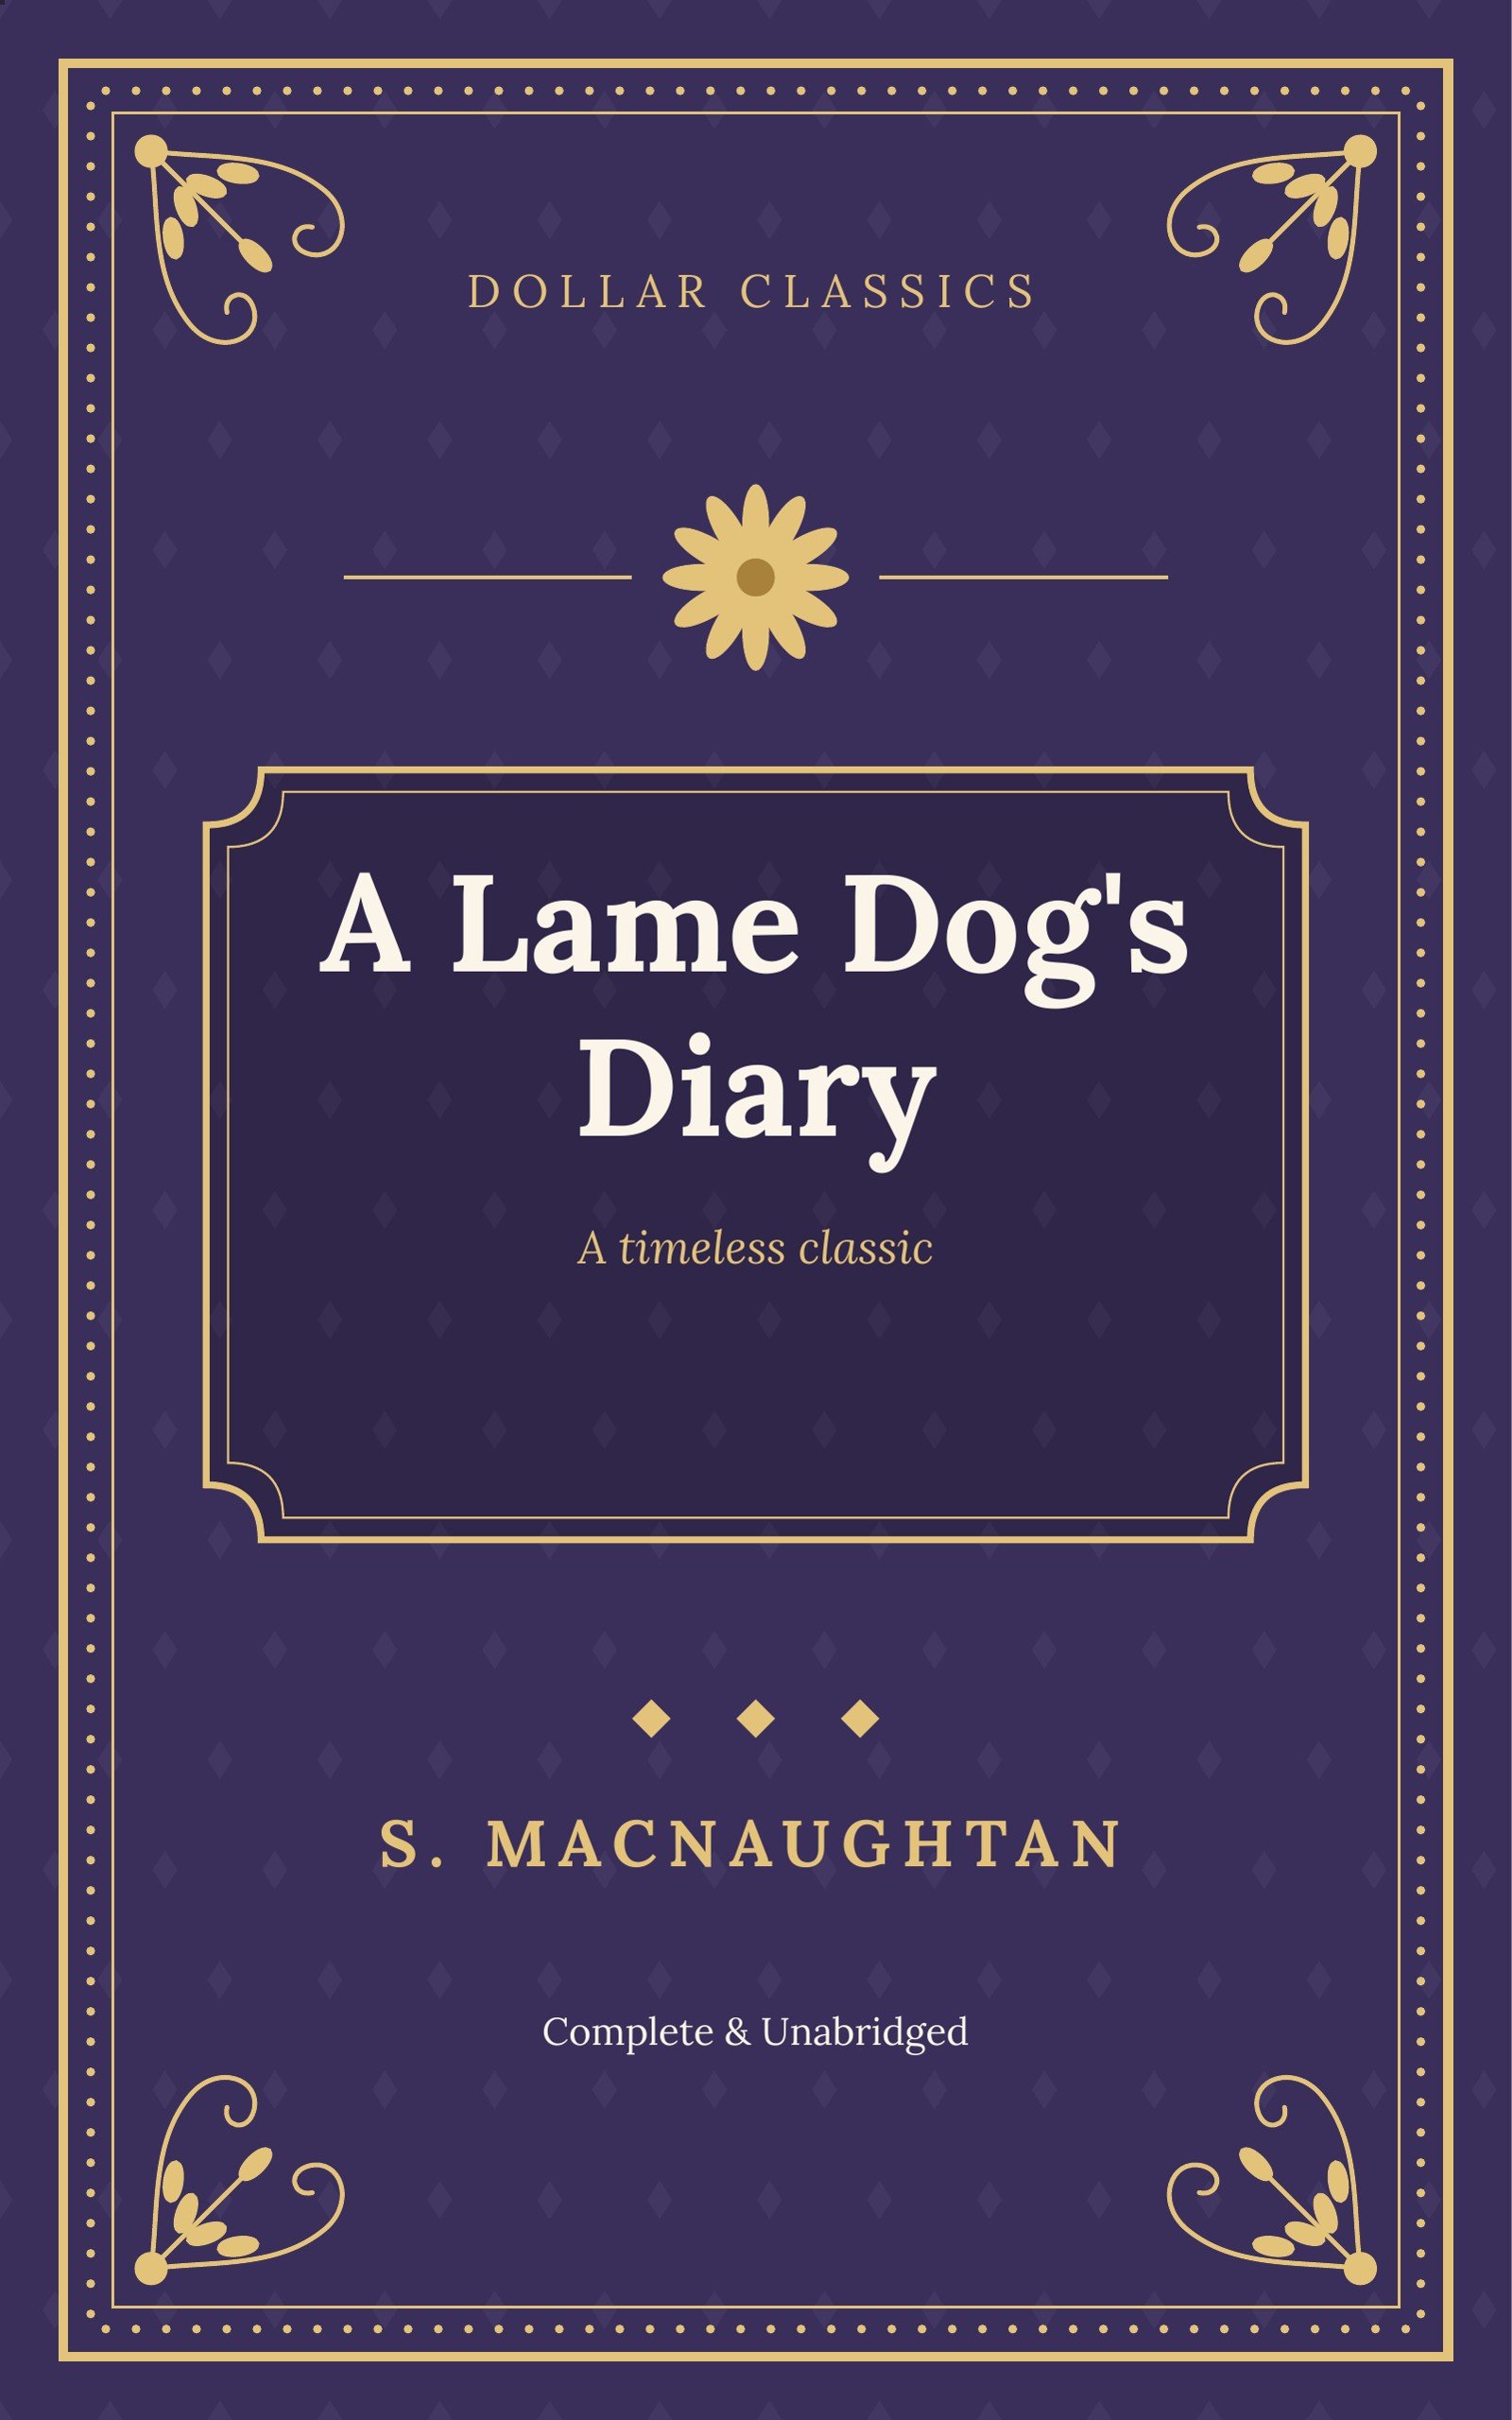 DOLLAR CLASSICS
A Lame Dog's
Diary
A timeless classic
S. MACNAUGHTAN
Complete & Unabridged